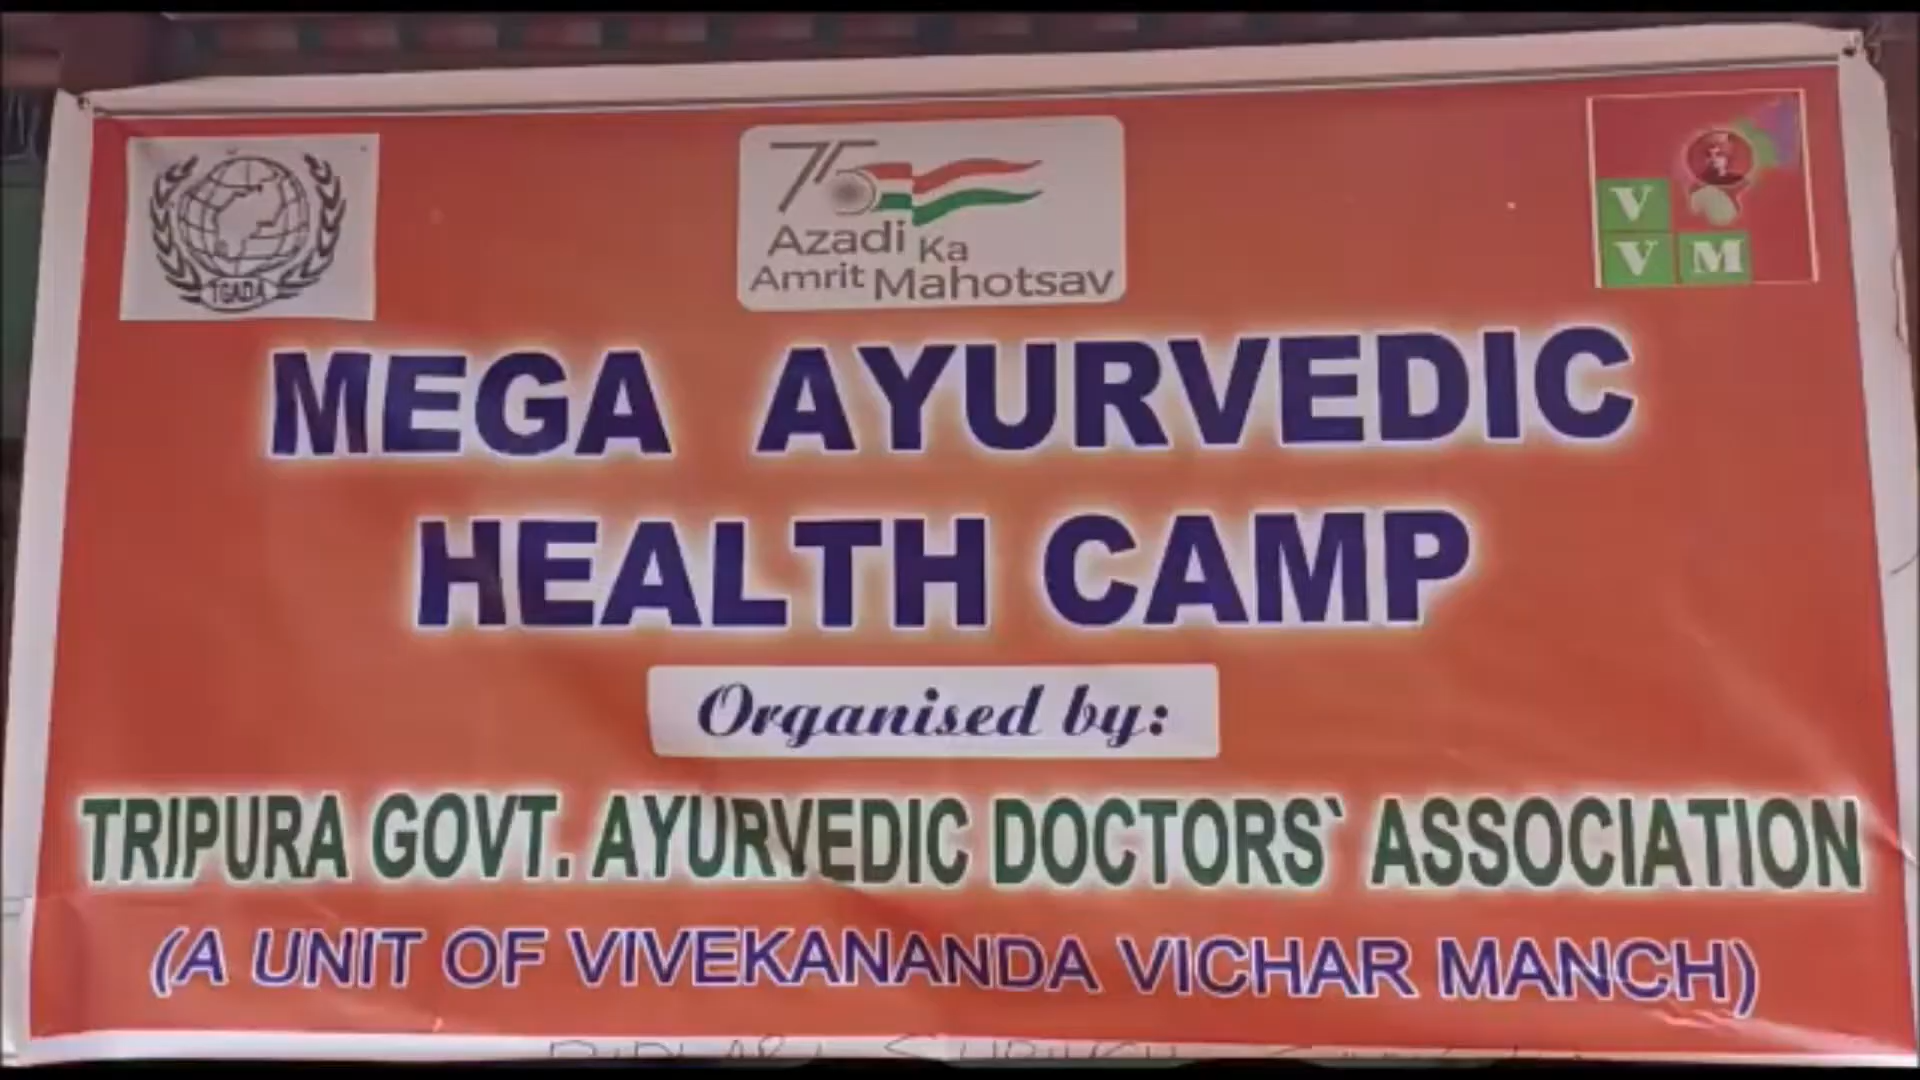 TGADA
75
Azadi Ka
Amrit Mahotsav
V
V M
MEGA AYURVEDIC
HEALTH CAMP
Organised by:
TRIPURA GOVT. AYURVEDIC DOCTORS` ASSOCIATION
(A UNIT OF VIVEKANANDA VICHAR MANCH)